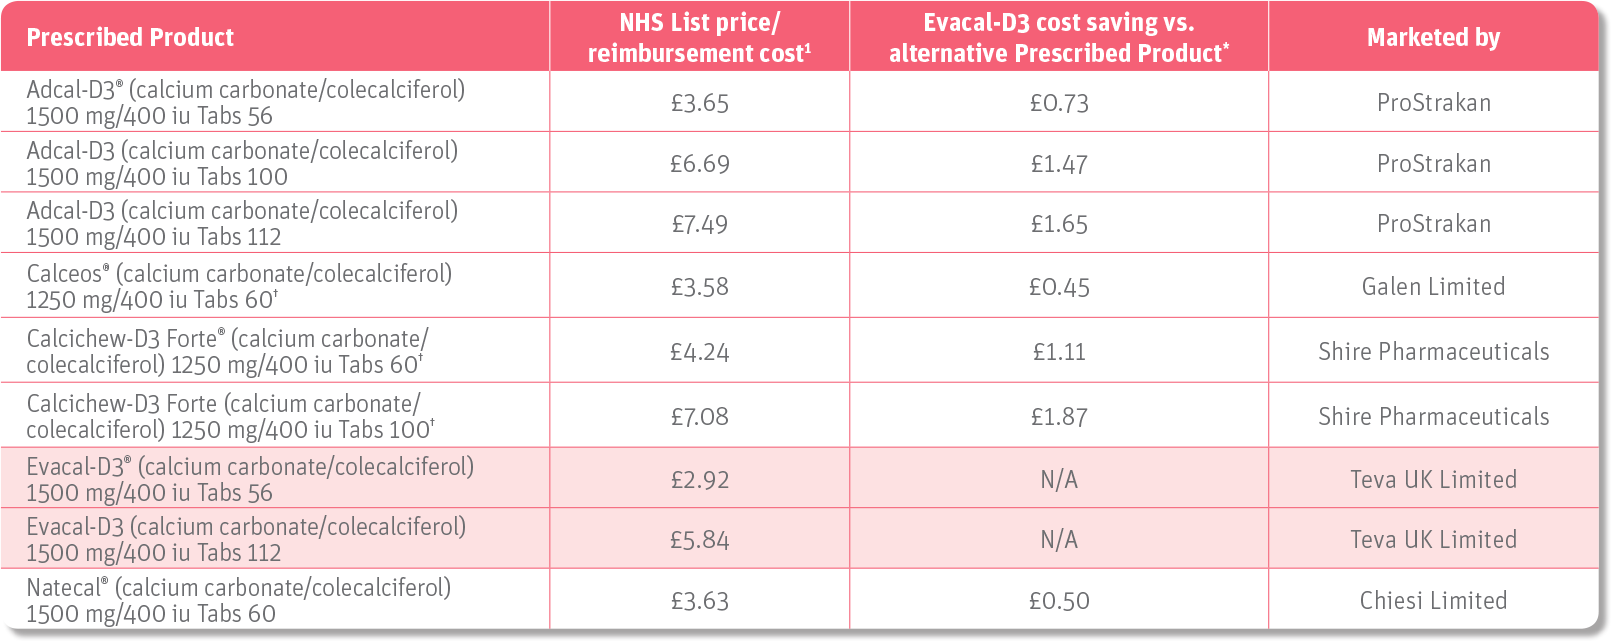 Prescribed Product
NHS List price/
reimbursement cost¹
Evacal-D3 cost saving vs.
alternative Prescribed Product*
Marketed by
Adcal-D3® (calcium carbonate/colecalciferol)
1500 mg/400 iu Tabs 56
£3.65
£0.73
ProStrakan
Adcal-D3 (calcium carbonate/colecalciferol)
1500 mg/400 iu Tabs 100
£6.69
£1.47
ProStrakan
Adcal-D3 (calcium carbonate/colecalciferol)
1500 mg/400 iu Tabs 112
£7.49
£1.65
ProStrakan
Calceos® (calcium carbonate/colecalciferol)
1250 mg/400 iu Tabs 60†
£3.58
£0.45
Galen Limited
Calcichew-D3 Forte® (calcium carbonate/
colecalciferol) 1250 mg/400 iu Tabs 60†
£4.24
£1.11
Shire Pharmaceuticals
Calcichew-D3 Forte (calcium carbonate/
colecalciferol) 1250 mg/400 iu Tabs 100†
£7.08
£1.87
Shire Pharmaceuticals
Evacal-D3® (calcium carbonate/colecalciferol)
1500 mg/400 iu Tabs 56
£2.92
N/A
Teva UK Limited
Evacal-D3 (calcium carbonate/colecalciferol)
1500 mg/400 iu Tabs 112
£5.84
N/A
Teva UK Limited
Natecal® (calcium carbonate/colecalciferol)
1500 mg/400 iu Tabs 60
£3.63
£0.50
Chiesi Limited